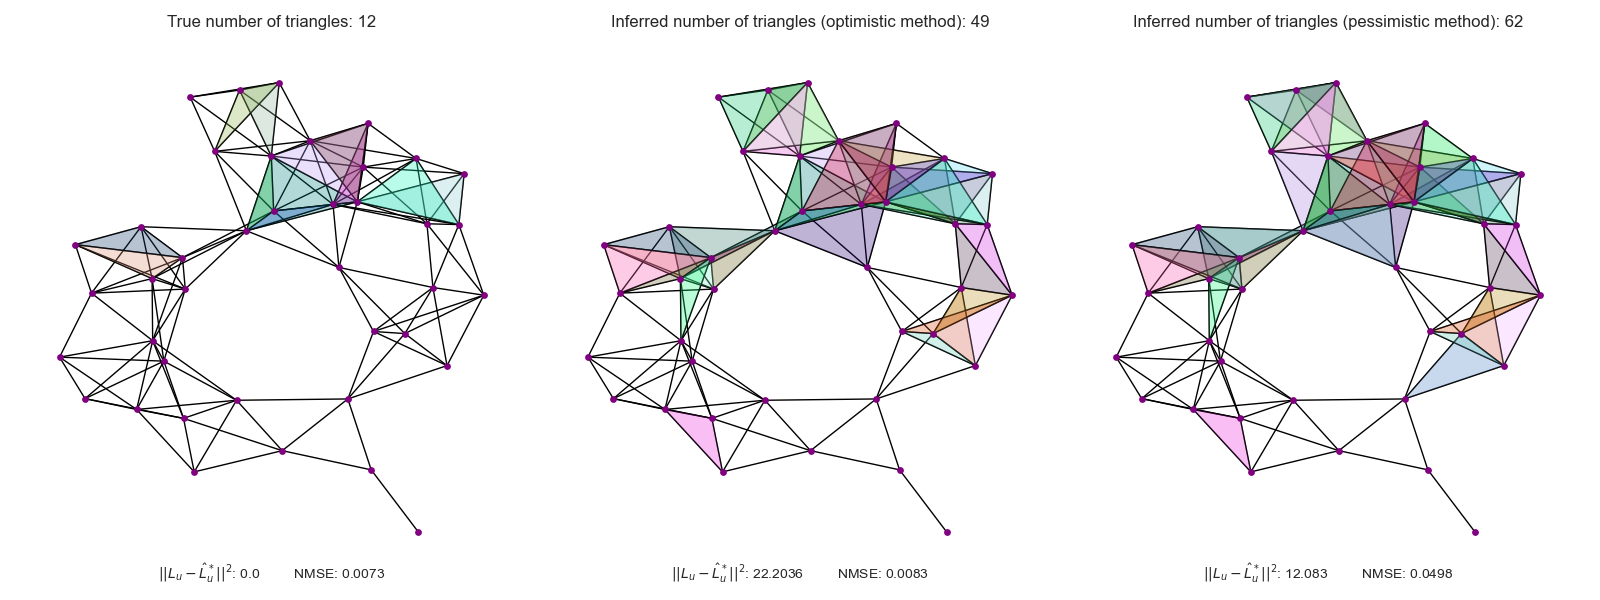 True number of triangles: 12
Inferred number of triangles (optimistic method): 49
Inferred number of triangles (pessimistic method): 62
$||L_u - \hat{L}_u^*||^2$: 0.0 NMSE: 0.0073
$||L_u - \hat{L}_u^*||^2$: 22.2036 NMSE: 0.0083
$||L_u - \hat{L}_u^*||^2$: 12.083 NMSE: 0.0498